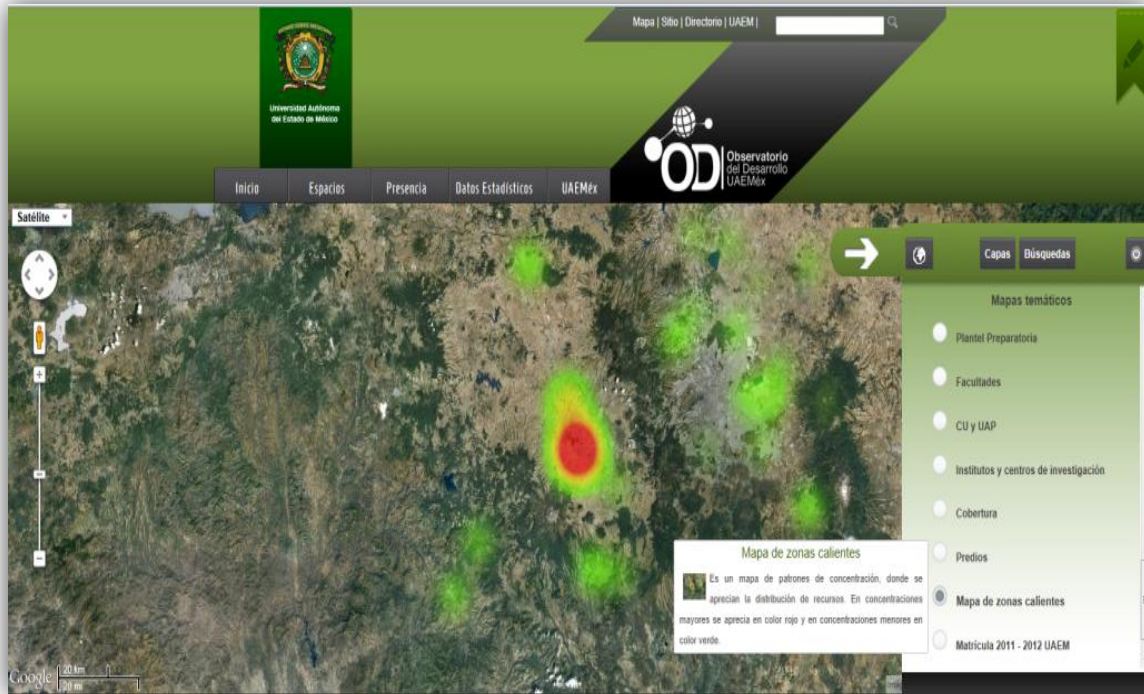 Mapa | Sitio | Directorio | UAEM |
Universidad Autónoma
del Estado de México
OD
Observatorio
del Desarrollo
UAEMéx
Inicio
Espacios
Presencia
Datos Estadísticos
UAEMéx
Satélite
Capas
Búsquedas
Mapas temáticos
Plantel Preparatoria
Facultades
CU y UAP
Institutos y centros de investigación
Cobertura
Predios
Mapa de zonas calientes
Matrícula 2011 - 2012 UAEM
Mapa de zonas calientes
Es un mapa de patrones de concentración, donde se
aprecian la distribución de recursos. En concentraciones
mayores se aprecia en color rojo y en concentraciones menores en
color verde.
Google
20 km
20 mi